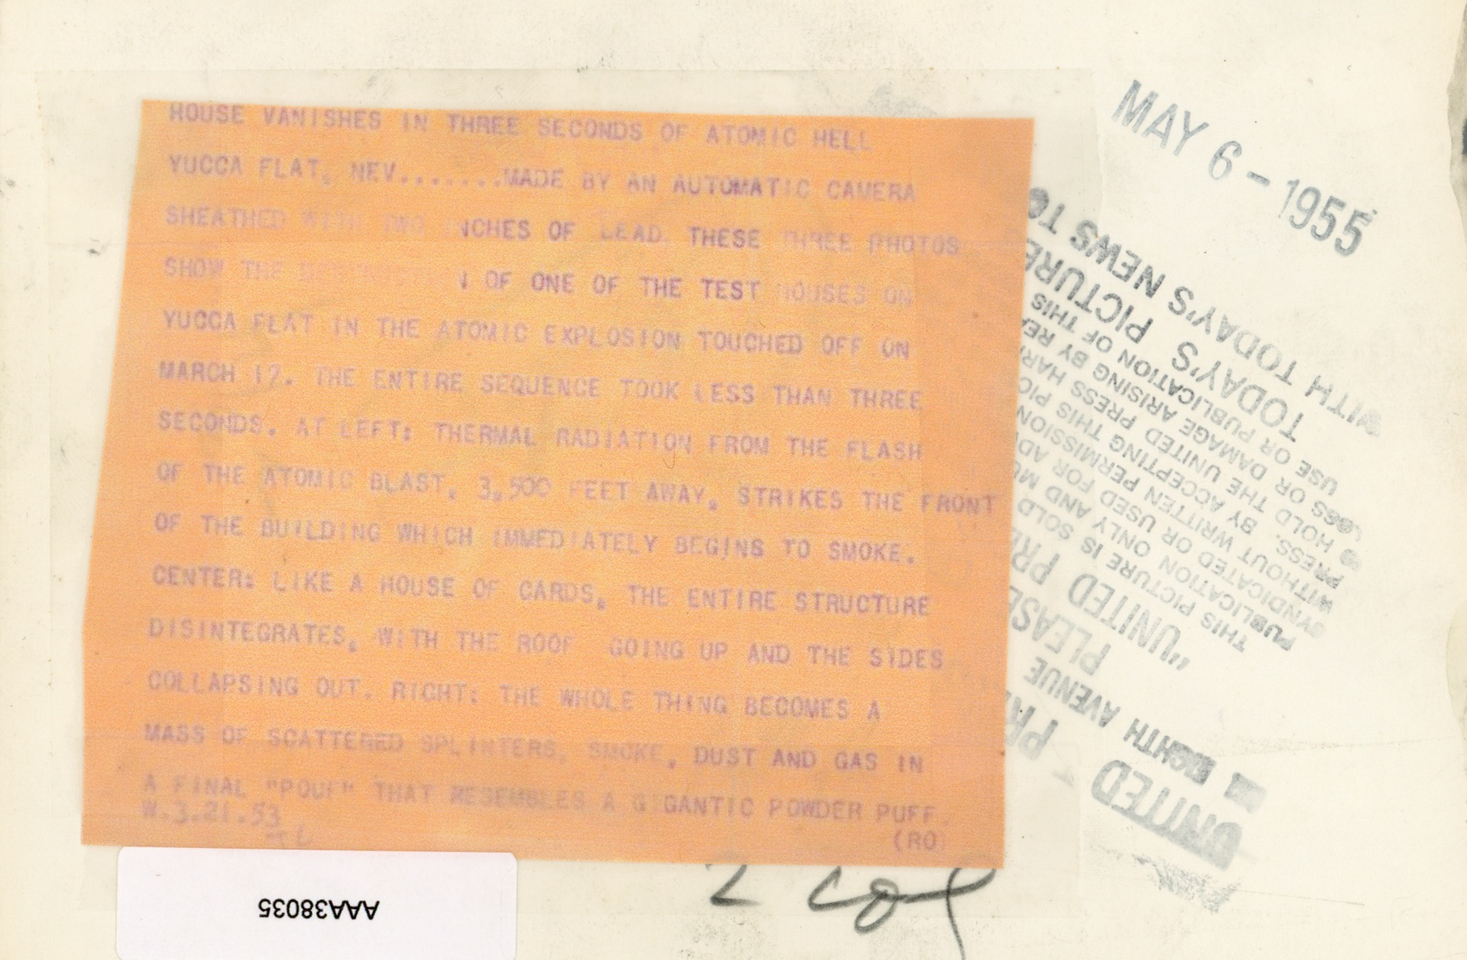 HOUSE VANISHES IN THREE SECONDS OF ATOMIC HELL
YUCCA FLAT, NEV.......MADE BY AN AUTOMATIC CAMERA
SHEATHED WITH TWO INCHES OF LEAD, THESE THREE PHOTOS
SHOW THE N OF ONE OF THE TEST HOUSES ON
YUCCA FLAT IN THE ATOMIC EXPLOSION TOUCHED OFF ON
MARCH 17. THE ENTIRE SEQUENCE TOOK LESS THAN THREE
SECONDS. AT LEFT: THERMAL RADIATION FROM THE FLASH
OF THE ATOMIC BLAST, 3,500 FEET AWAY, STRIKES THE FRONT
OF THE BUILDING WHICH IMMEDIATELY BEGINS TO SMOKE.
CENTER: LIKE A HOUSE OF CARDS, THE ENTIRE STRUCTURE
DISINTEGRATES, WITH THE ROOF GOING UP AND THE SIDES
COLLAPSING OUT. RIGHT: THE WHOLE THING BECOMES A
MASS OF SCATTERED SPLINTERS, SMOKE, DUST AND GAS IN
A FINAL "POUF" THAT RESEMBLES A GIGANTIC POWDER PUFF.
W.3.21.53
(RO)
MAY 6-1955
UNITED
EIGHTH AVENUE
PLEASE
"UNITED PRE
THIS PICTURE IS SOLD
PUBLICATION ONLY AND M
SYNDICATED OR USED FOR AD
WITHOUT WRITTEN PERMISSION
PRESS. BY ACCEPTING THIS PIC
HOLD THE UNITED PRESS HAR
LOSS OR DAMAGE ARISING BY RE
USE OR PUBLICATION OF THIS
TODAY'S PICTURE
WITH TODAY'S NEWS TO
AAA38035
2 col